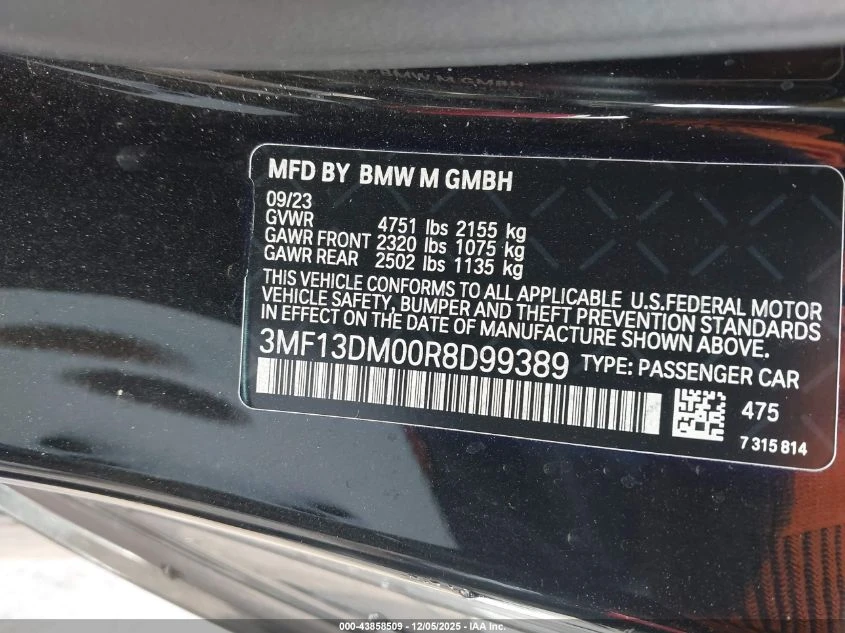 BMW M GMBH
MFD BY BMW M GMBH
09/23
GVWR 4751 lbs 2155 kg
GAWR FRONT 2320 lbs 1075 kg
GAWR REAR 2502 lbs 1135 kg
THIS VEHICLE CONFORMS TO ALL APPLICABLE U.S.FEDERAL MOTOR
VEHICLE SAFETY, BUMPER AND THEFT PREVENTION STANDARDS
IN EFFECT ON THE DATE OF MANUFACTURE SHOWN ABOVE.
3MF13DM00R8D99389 TYPE: PASSENGER CAR
475
7 315 814
000-43858509 - 12/05/2025 - IAA Inc.